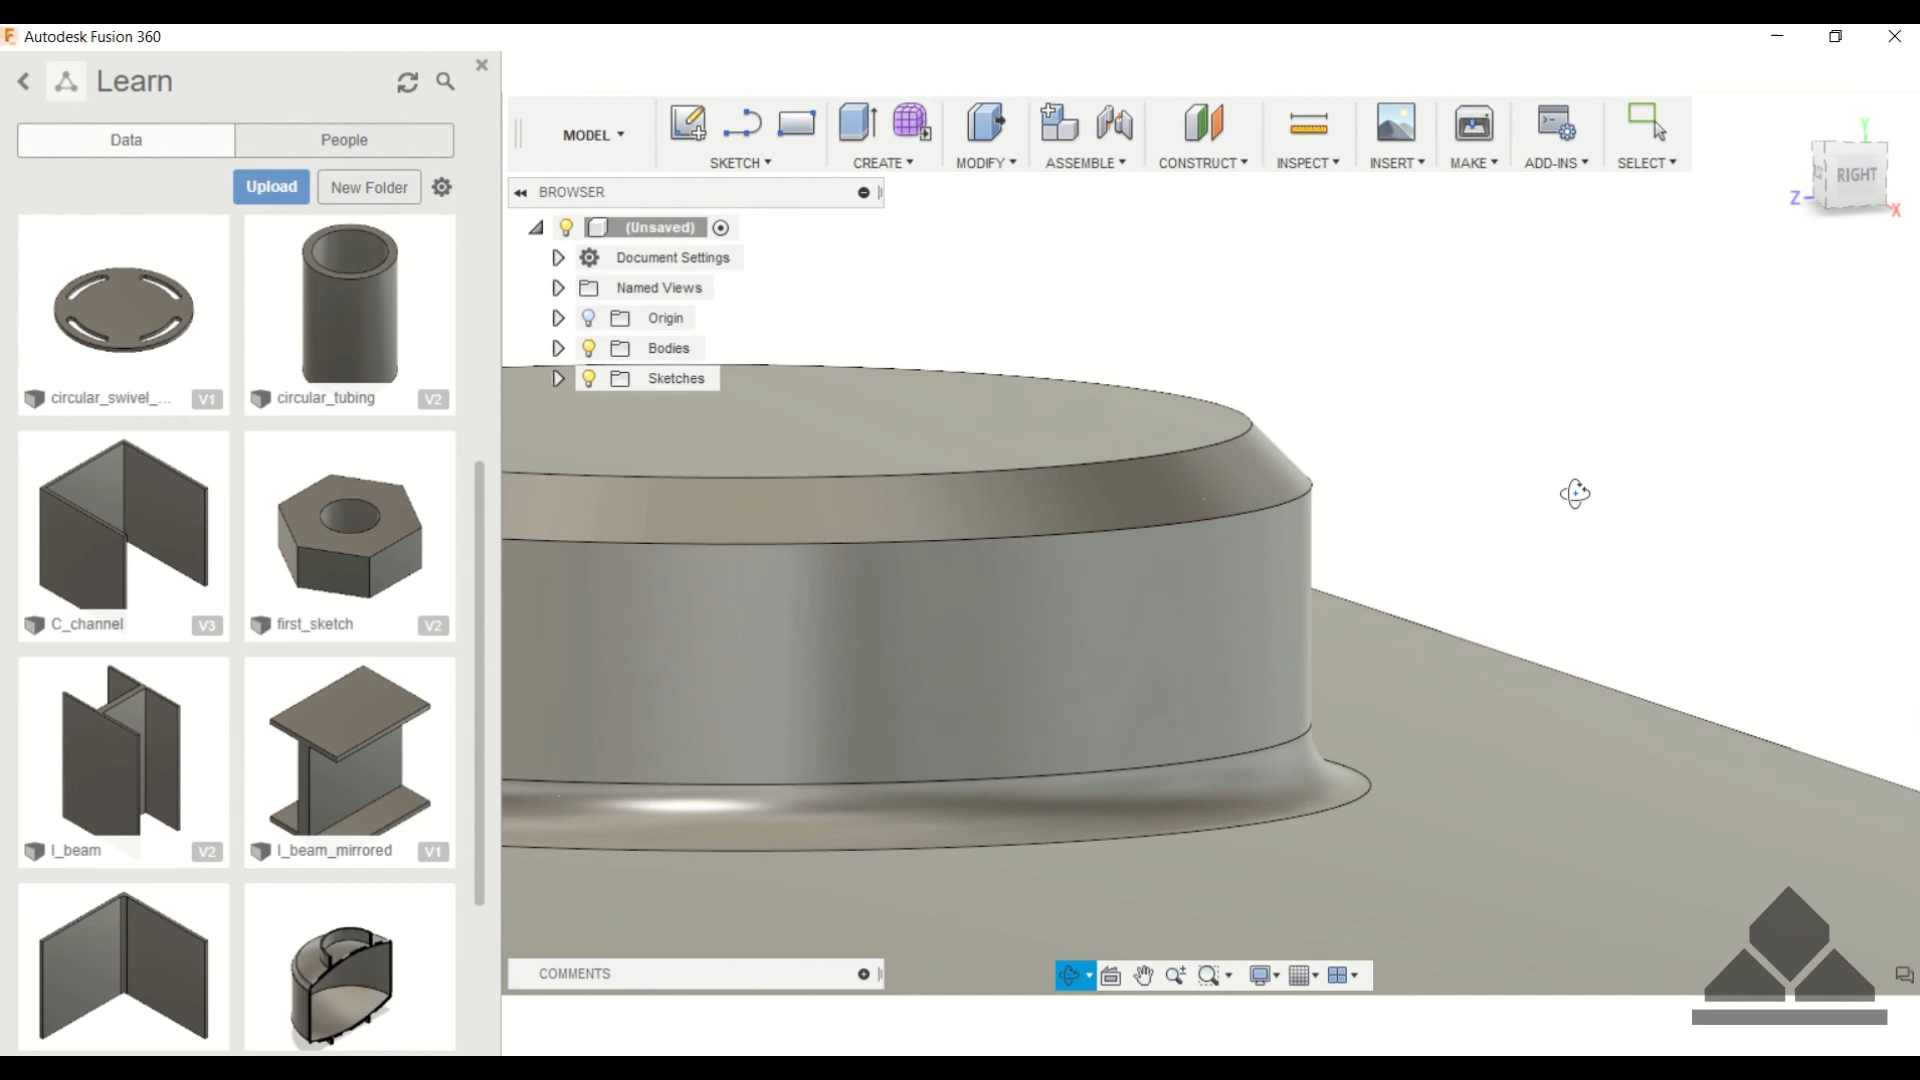 Autodesk Fusion 360
Learn
Data
People
Upload
New Folder
circular_swivel_...
V1
circular_tubing
V2
C_channel
V3
first_sketch
V2
I_beam
V2
I_beam_mirrored
V1
MODEL
SKETCH
CREATE
MODIFY
ASSEMBLE
CONSTRUCT
INSPECT
INSERT
MAKE
ADD-INS
SELECT
BROWSER
(Unsaved)
Document Settings
Named Views
Origin
Bodies
Sketches
Y
RIGHT
Z
X
COMMENTS